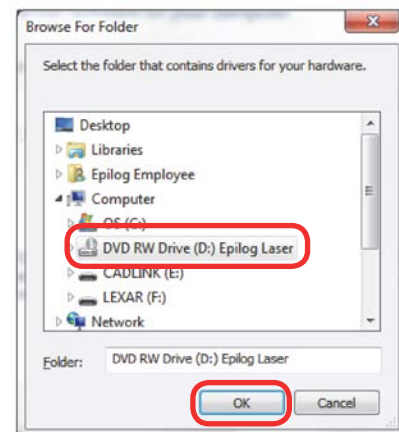 Browse For Folder
Select the folder that contains drivers for your hardware.
Desktop
Libraries
Epilog Employee
Computer
OS (C:)
DVD RW Drive (D:) Epilog Laser
CADLINK (E:)
LEXAR (F:)
Network
Folder: DVD RW Drive (D:) Epilog Laser
OK Cancel